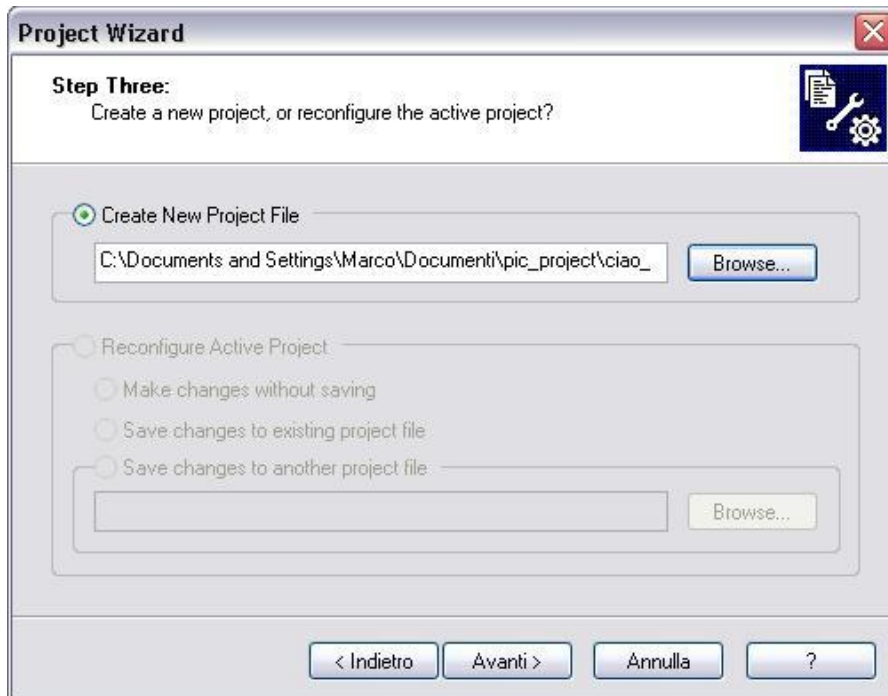 Project Wizard
Step Three:
Create a new project, or reconfigure the active project?
Create New Project File
C:\Documents and Settings\Marco\Documenti\pic_project\ciao_
Browse...
Reconfigure Active Project
Make changes without saving
Save changes to existing project file
Save changes to another project file
Browse...
< Indietro
Avanti >
Annulla
?